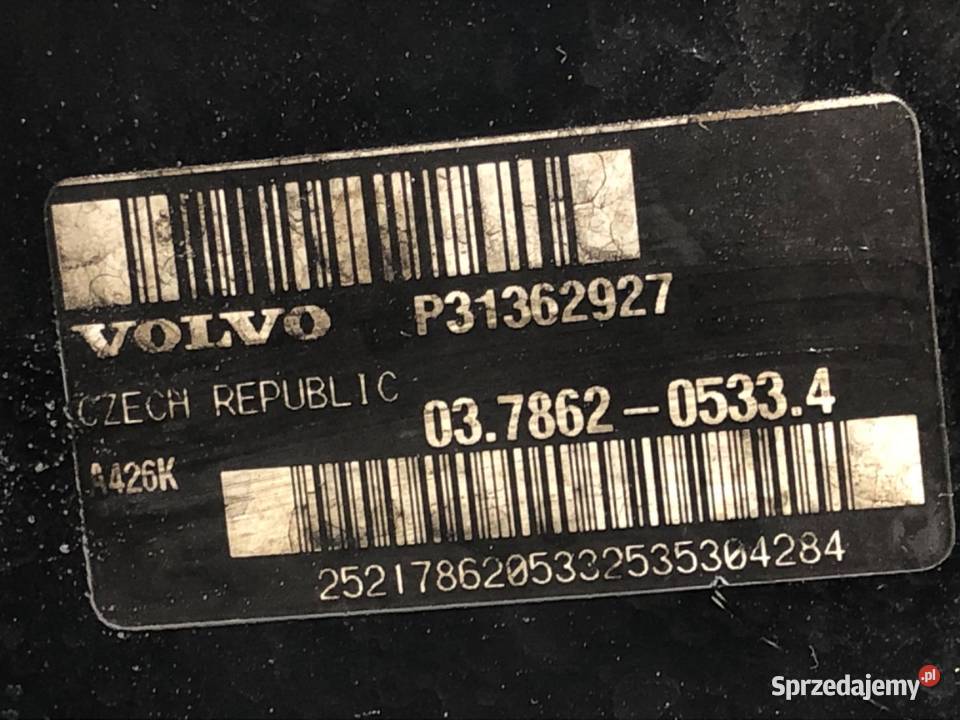 VOLVO P31362927
CZECH REPUBLIC
03.7862-0533.4
A426K
2521786205332535304284
Sprzedajemy.pl